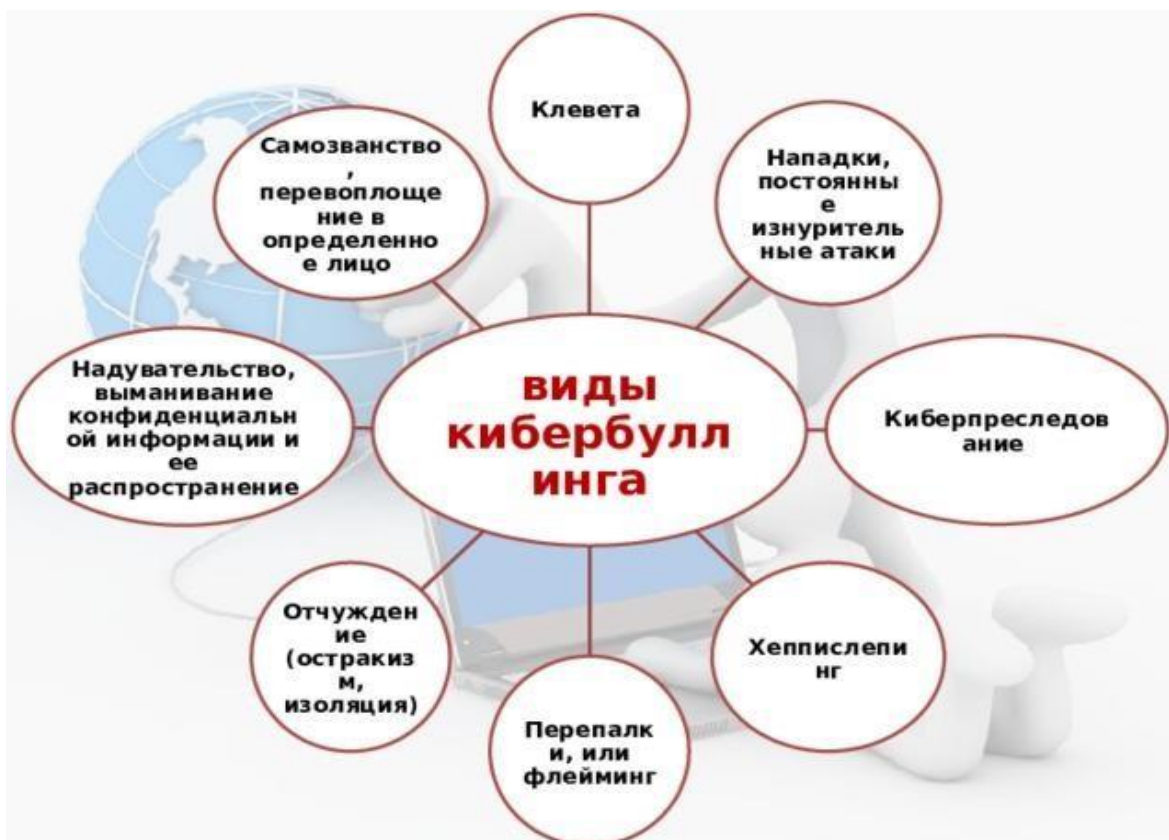 Клевета
Нападки,
постоянны
е
изнуритель
ные атаки
Киберпреследов
ание
Хеппислепи
нг
Перепалк
и, или
флейминг
Отчужден
ие
(остракиз
м,
изоляция)
Надувательство,
выманивание
конфиденциальн
ой информации и
ее
распространение
Самозванство
,
перевоплоще
ние в
определенно
е лицо
виды
кибербулл
инга